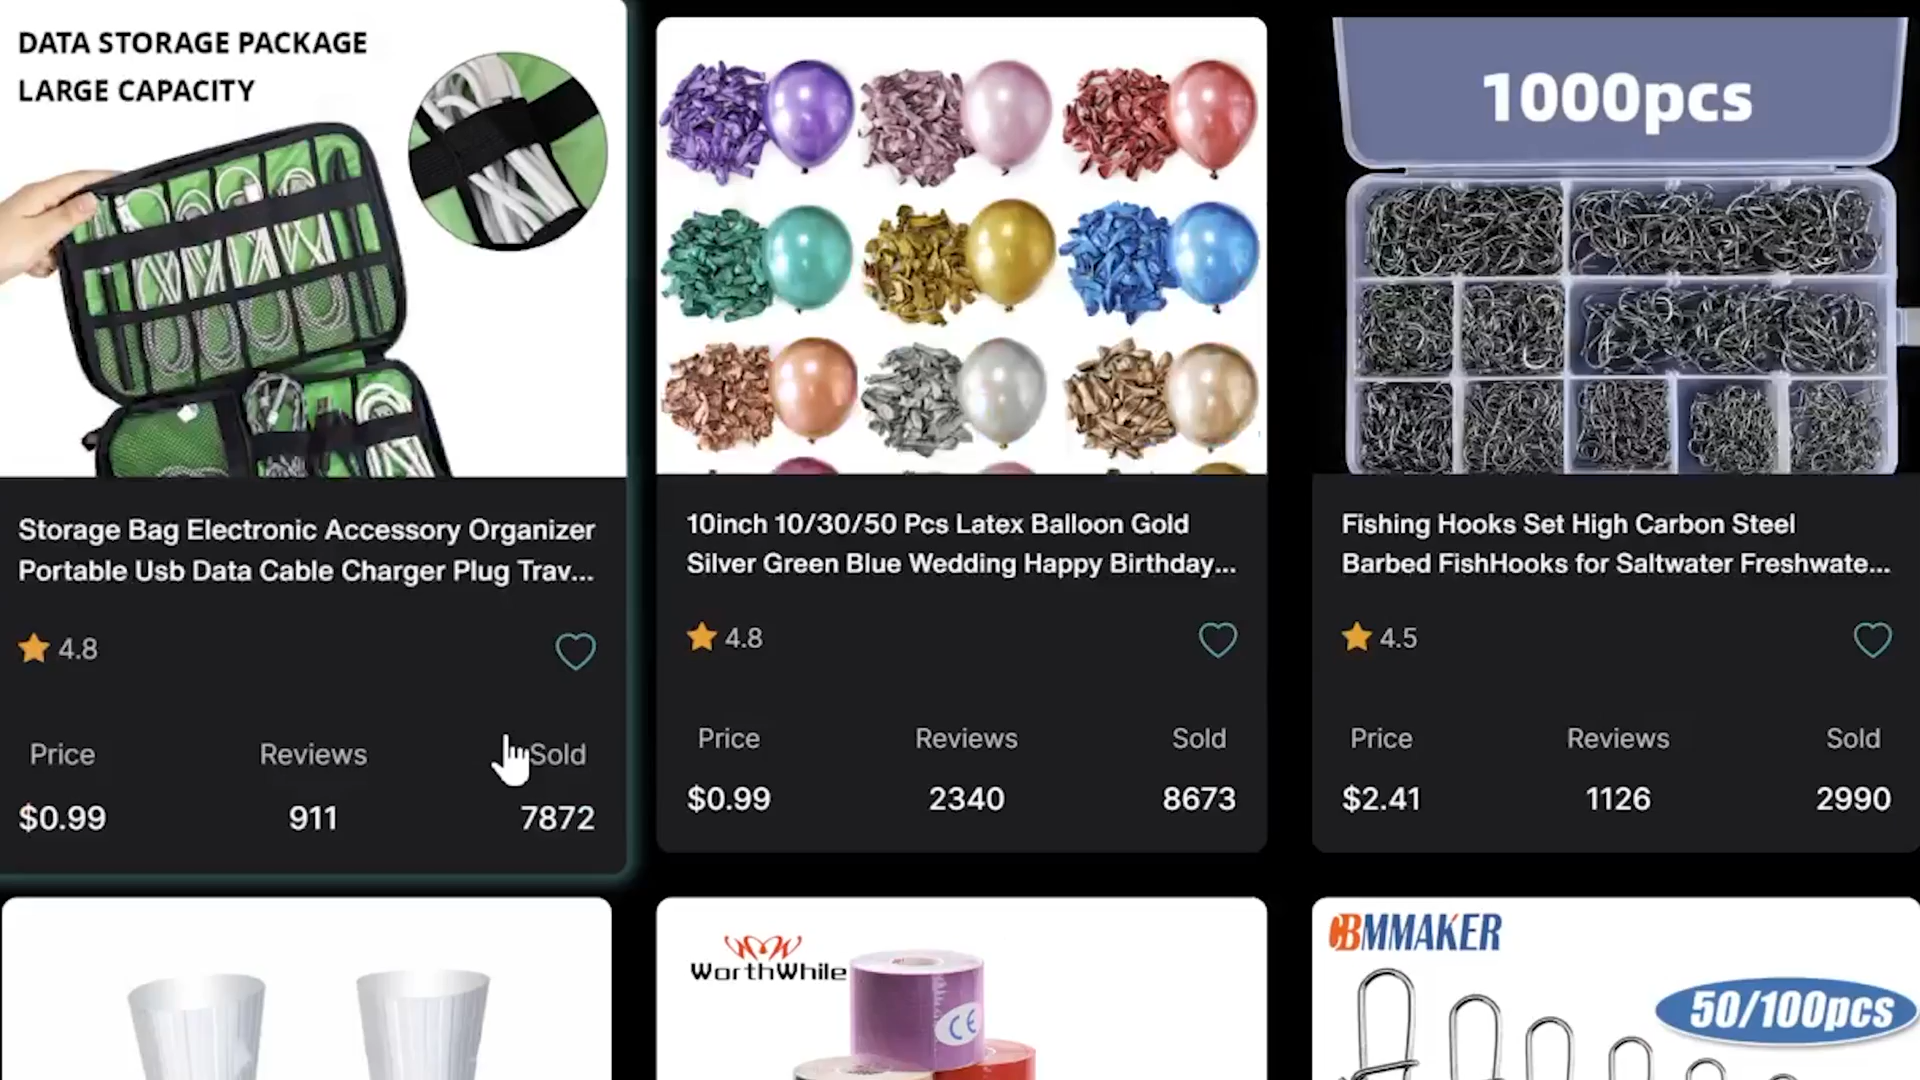 DATA STORAGE PACKAGE
LARGE CAPACITY
Storage Bag Electronic Accessory Organizer
Portable Usb Data Cable Charger Plug Trav...
4.8
Price Reviews Sold
$0.99 911 7872
10inch 10/30/50 Pcs Latex Balloon Gold
Silver Green Blue Wedding Happy Birthday...
4.8
Price Reviews Sold
$0.99 2340 8673
1000pcs
Fishing Hooks Set High Carbon Steel
Barbed FishHooks for Saltwater Freshwate...
4.5
Price Reviews Sold
$2.41 1126 2990
WorthWhile
CE
BMMAKER
50/100pcs